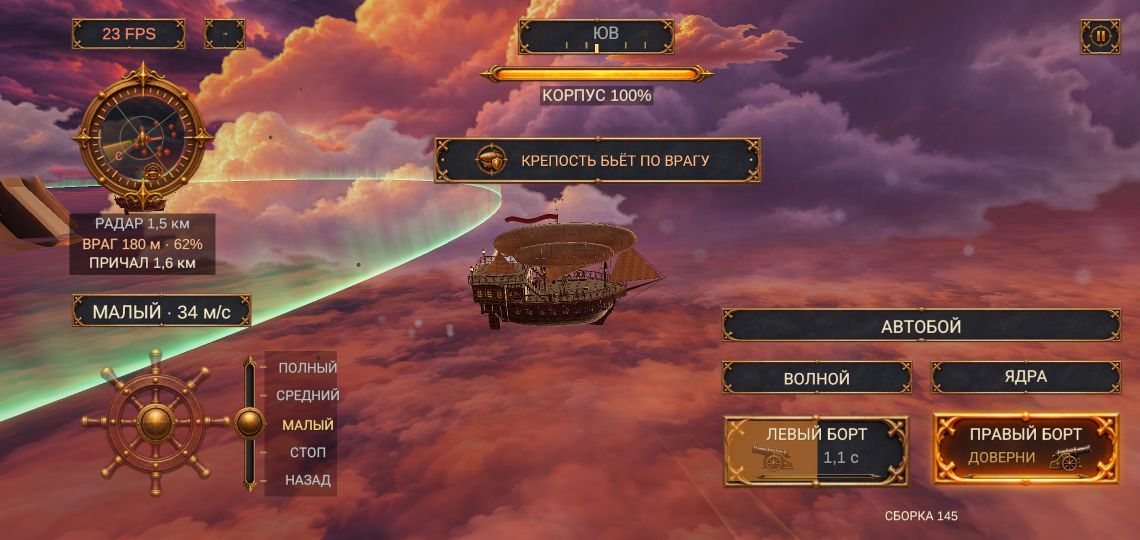 23 FPS
ЮВ
КОРПУС 100%
КРЕПОСТЬ БЬЁТ ПО ВРАГУ
С
РАДАР 1,5 км
ВРАГ 180 м · 62%
ПРИЧАЛ 1,6 км
МАЛЫЙ · 34 м/с
ПОЛНЫЙ
СРЕДНИЙ
МАЛЫЙ
СТОП
НАЗАД
АВТОБОЙ
ВОЛНОЙ
ЯДРА
ЛЕВЫЙ БОРТ
1,1 с
ПРАВЫЙ БОРТ
ДОВЕРНИ
СБОРКА 145